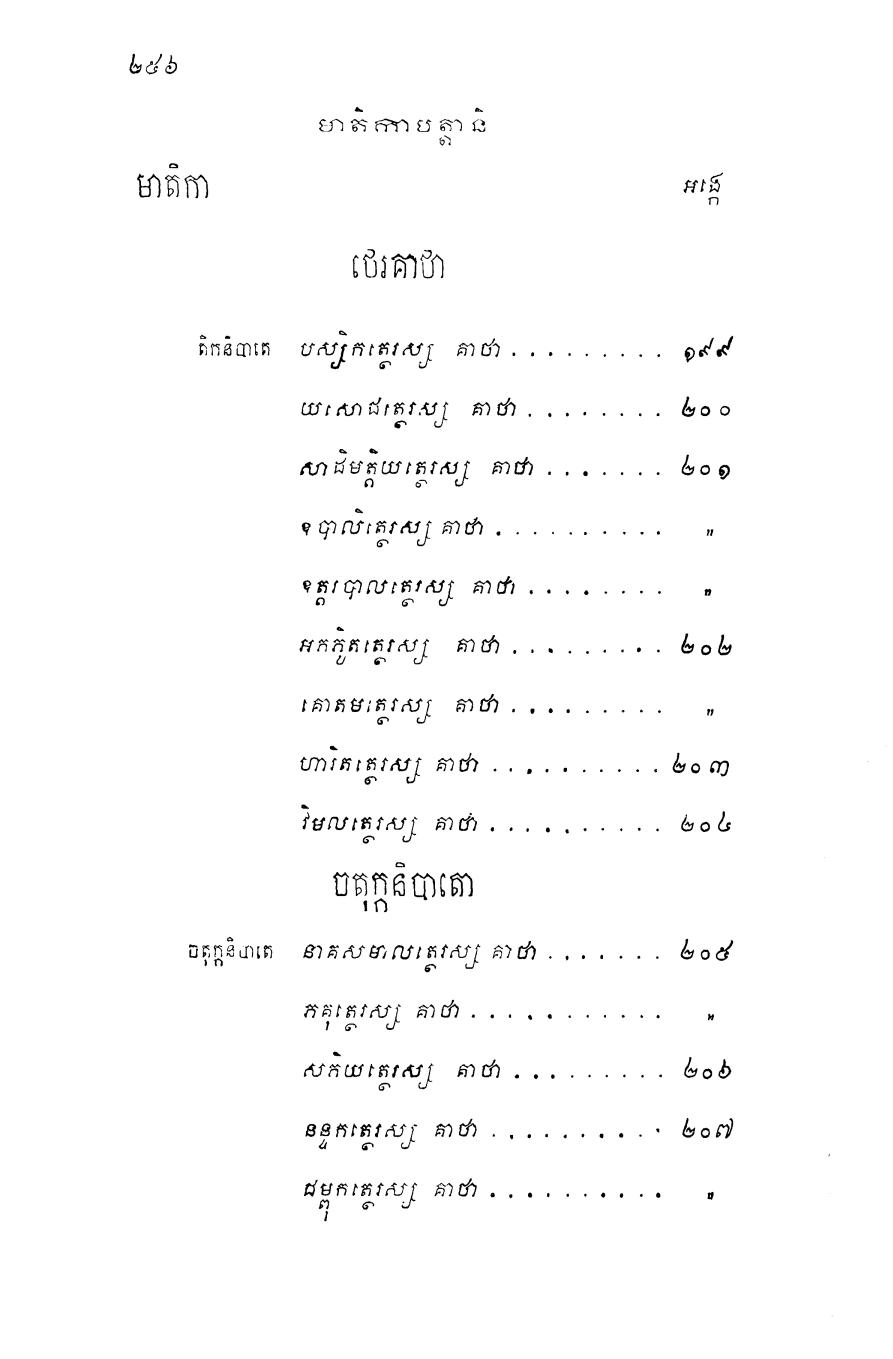 ២៥៦
មាតិកាបត្តានិ
មាតិកា អង្កេ
ថេរគាថា
តិកនិបាតេ បស្សិកត្ថេរស្ស គាថា . . . . . . . . . ១៩៩
យសោជត្ថេរស្ស គាថា . . . . . . . ២០០
សាដិមត្តិយត្ថេរស្ស គាថា . . . . . . . ២០១
ឧបាលិត្ថេរស្ស គាថា . . . . . . . . . . "
ឧត្តរបាលត្ថេរស្ស គាថា . . . . . . . . "
អភិភូតត្ថេរស្ស គាថា . . . . . . . . . ២០២
គោតមត្ថេរស្ស គាថា . . . . . . . . . "
ហារិតត្ថេរស្ស គាថា . . . . . . . . . . ២០៣
វិមលត្ថេរស្ស គាថា . . . . . . . . . . ២០៤
ចតុក្កនិបាតោ
ចតុក្កនិបាតេ នាគសមាលត្ថេរស្ស គាថា . . . . . . . ២០៥
ភគុត្ថេរស្ស គាថា . . . . . . . . . . . "
សភិយត្ថេរស្ស គាថា . . . . . . . . . ២០៦
នន្ទកត្ថេរស្ស គាថា . . . . . . . . . . ២០៧
ជម្ពុកត្ថេរស្ស គាថា . . . . . . . . . . "